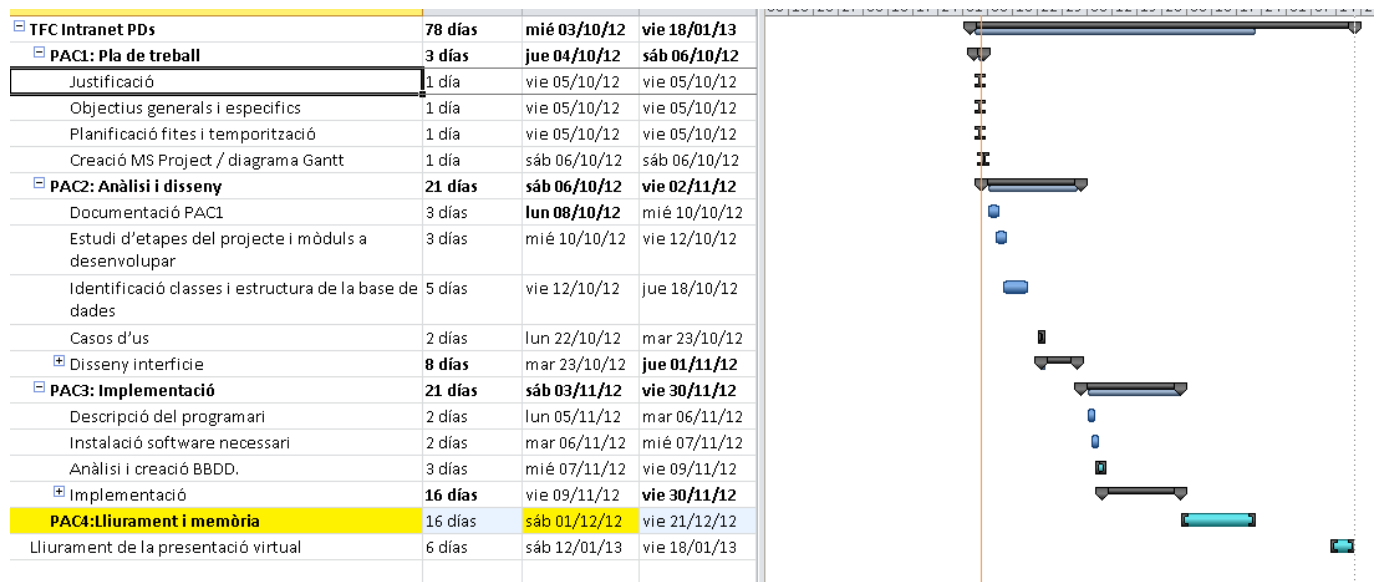 TFC Intranet PDs 78 días mié 03/10/12 vie 18/01/13
PAC1: Pla de treball 3 días jue 04/10/12 sáb 06/10/12
Justificació 1 día vie 05/10/12 vie 05/10/12
Objectius generals i especifics 1 día vie 05/10/12 vie 05/10/12
Planificació fites i temporització 1 día vie 05/10/12 vie 05/10/12
Creació MS Project / diagrama Gantt 1 día sáb 06/10/12 sáb 06/10/12
PAC2: Anàlisi i disseny 21 días sáb 06/10/12 vie 02/11/12
Documentació PAC1 3 días lun 08/10/12 mié 10/10/12
Estudi d'etapes del projecte i mòduls a 3 días mié 10/10/12 vie 12/10/12
desenvolupar
Identificació classes i estructura de la base de 5 días vie 12/10/12 jue 18/10/12
dades
Casos d'us 2 días lun 22/10/12 mar 23/10/12
Disseny interficie 8 días mar 23/10/12 jue 01/11/12
PAC3: Implementació 21 días sáb 03/11/12 vie 30/11/12
Descripció del programari 2 días lun 05/11/12 mar 06/11/12
Instalació software necessari 2 días mar 06/11/12 mié 07/11/12
Anàlisi i creació BBDD. 3 días mié 07/11/12 vie 09/11/12
Implementació 16 días vie 09/11/12 vie 30/11/12
PAC4:Lliurament i memòria 16 días sáb 01/12/12 vie 21/12/12
Lliurament de la presentació virtual 6 días sáb 12/01/13 vie 18/01/13